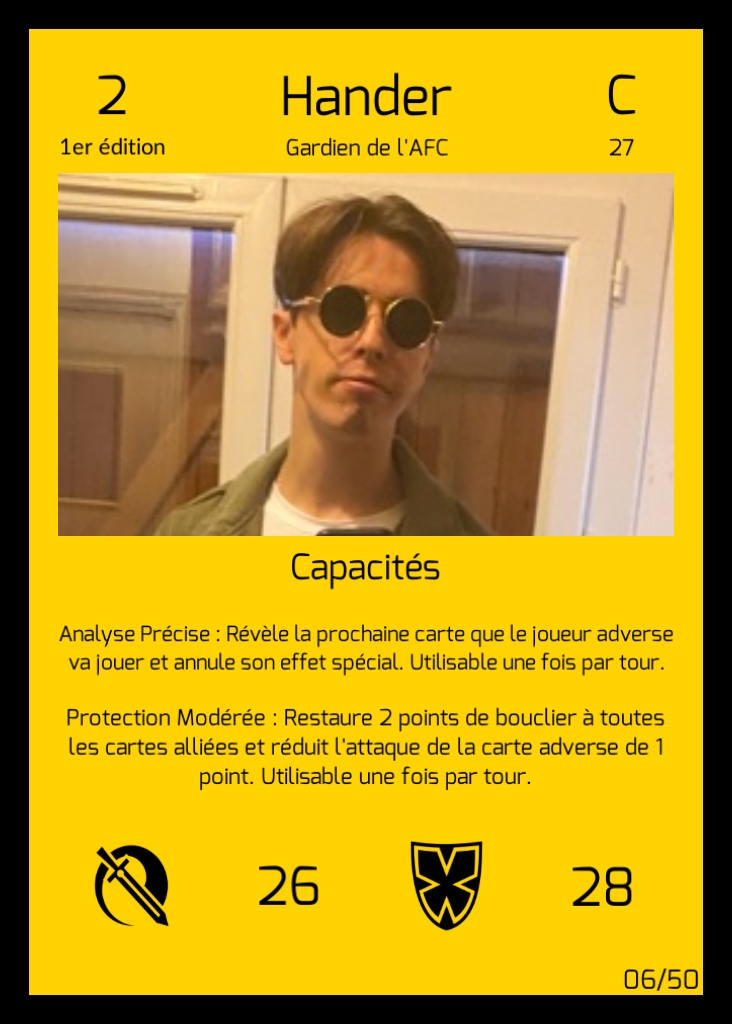 2
Hander
C
1er édition
Gardien de l'AFC
27
Capacités
Analyse Précise : Révèle la prochaine carte que le joueur adverse
va jouer et annule son effet spécial. Utilisable une fois par tour.
Protection Modérée : Restaure 2 points de bouclier à toutes
les cartes alliées et réduit l'attaque de la carte adverse de 1
point. Utilisable une fois par tour.
26
28
06/50